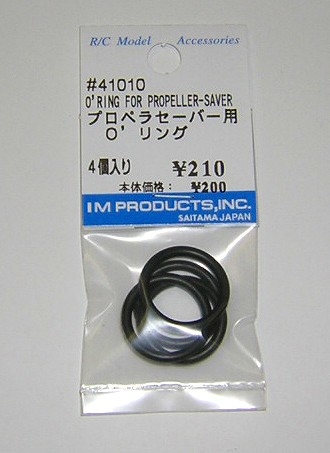 R/C Model Accessories
#41010
O'RING FOR PROPELLER-SAVER
プロペラセーバー用
O'リング
4個入り ¥210
本体価格: ¥200
IM PRODUCTS,INC.
SAITAMA JAPAN